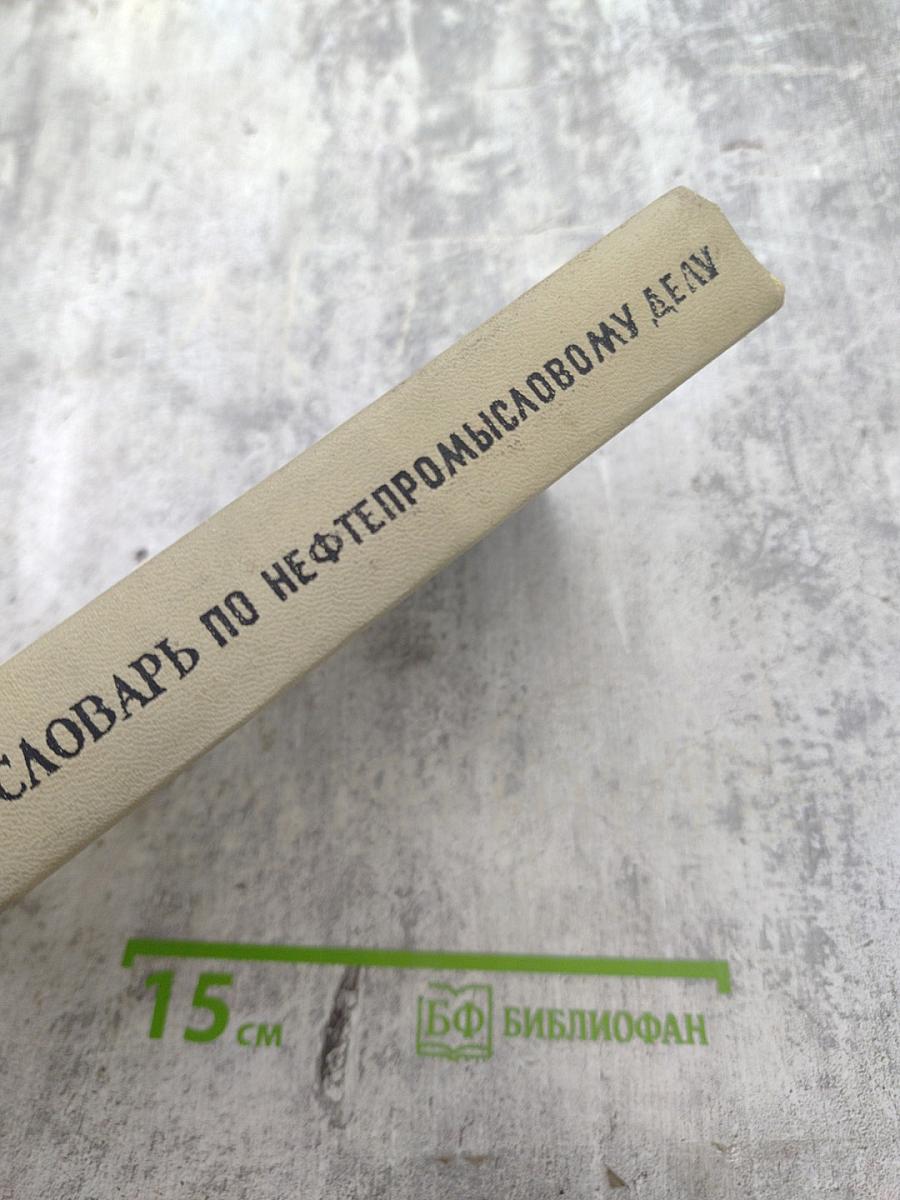 СЛОВАРЬ ПО НЕФТЕПРОМЫСЛОВОМУ ДЕЛУ
15 см
БФ БИБЛИОФАН